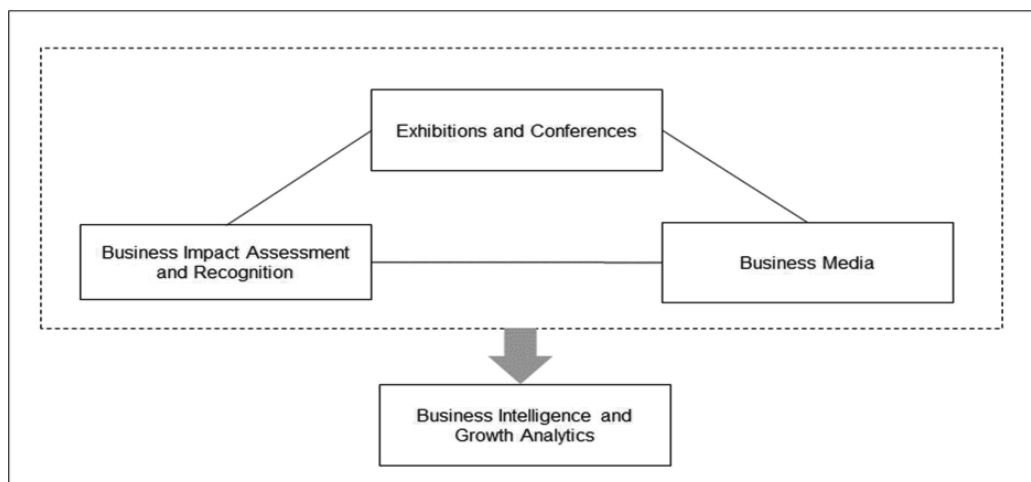 Exhibitions and Conferences
Business Impact Assessment
and Recognition
Business Media
Business Intelligence and
Growth Analytics